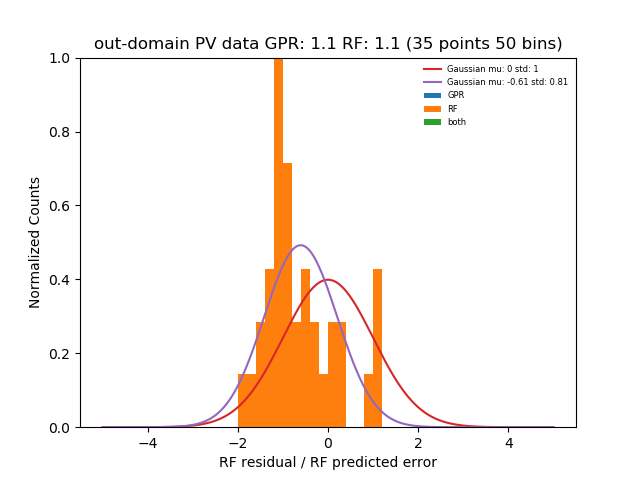 out-domain PV data GPR: 1.1 RF: 1.1 (35 points 50 bins)
Gaussian mu: 0 std: 1
Gaussian mu: -0.61 std: 0.81
GPR
RF
both
Normalized Counts
1.0
0.8
0.6
0.4
0.2
0.0
−4 −2 0 2 4
RF residual / RF predicted error